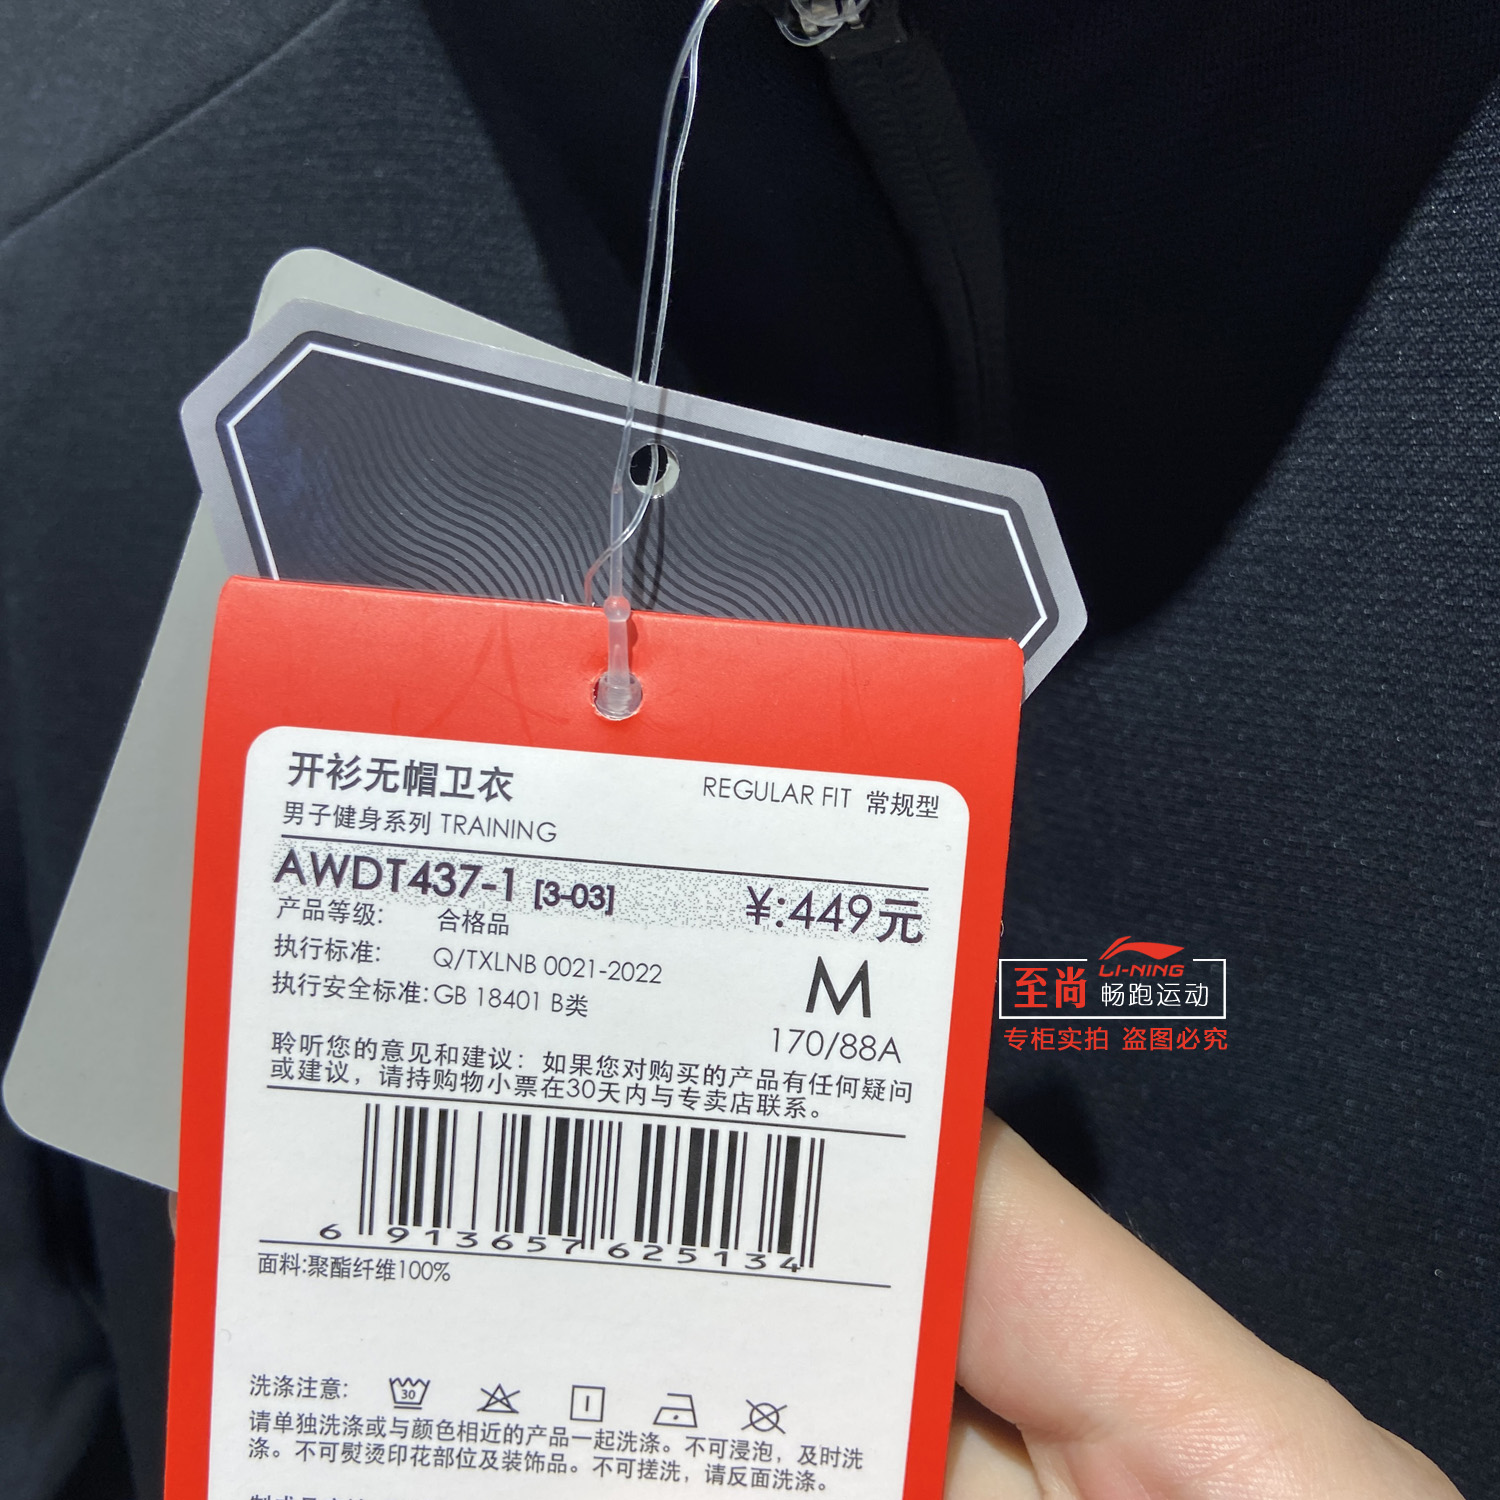 开衫无帽卫衣
REGULAR FIT 常规型
男子健身系列 TRAINING
AWDT437-1 [3-03]
¥:449元
产品等级: 合格品
执行标准: Q/TXLNB 0021-2022
M
执行安全标准:GB 18401 B类
170/88A
聆听您的意见和建议：如果您对购买的产品有任何疑问
或建议，请持购物小票在30天内与专卖店联系。
6 913657 625134
面料:聚酯纤维100%
洗涤注意:
30
请单独洗涤或与颜色相近的产品一起洗涤。不可浸泡，及时洗
涤。不可熨烫印花部位及装饰品。不可搓洗，请反面洗涤。
至尚
LI-NING
畅跑运动
专柜实拍 盗图必究